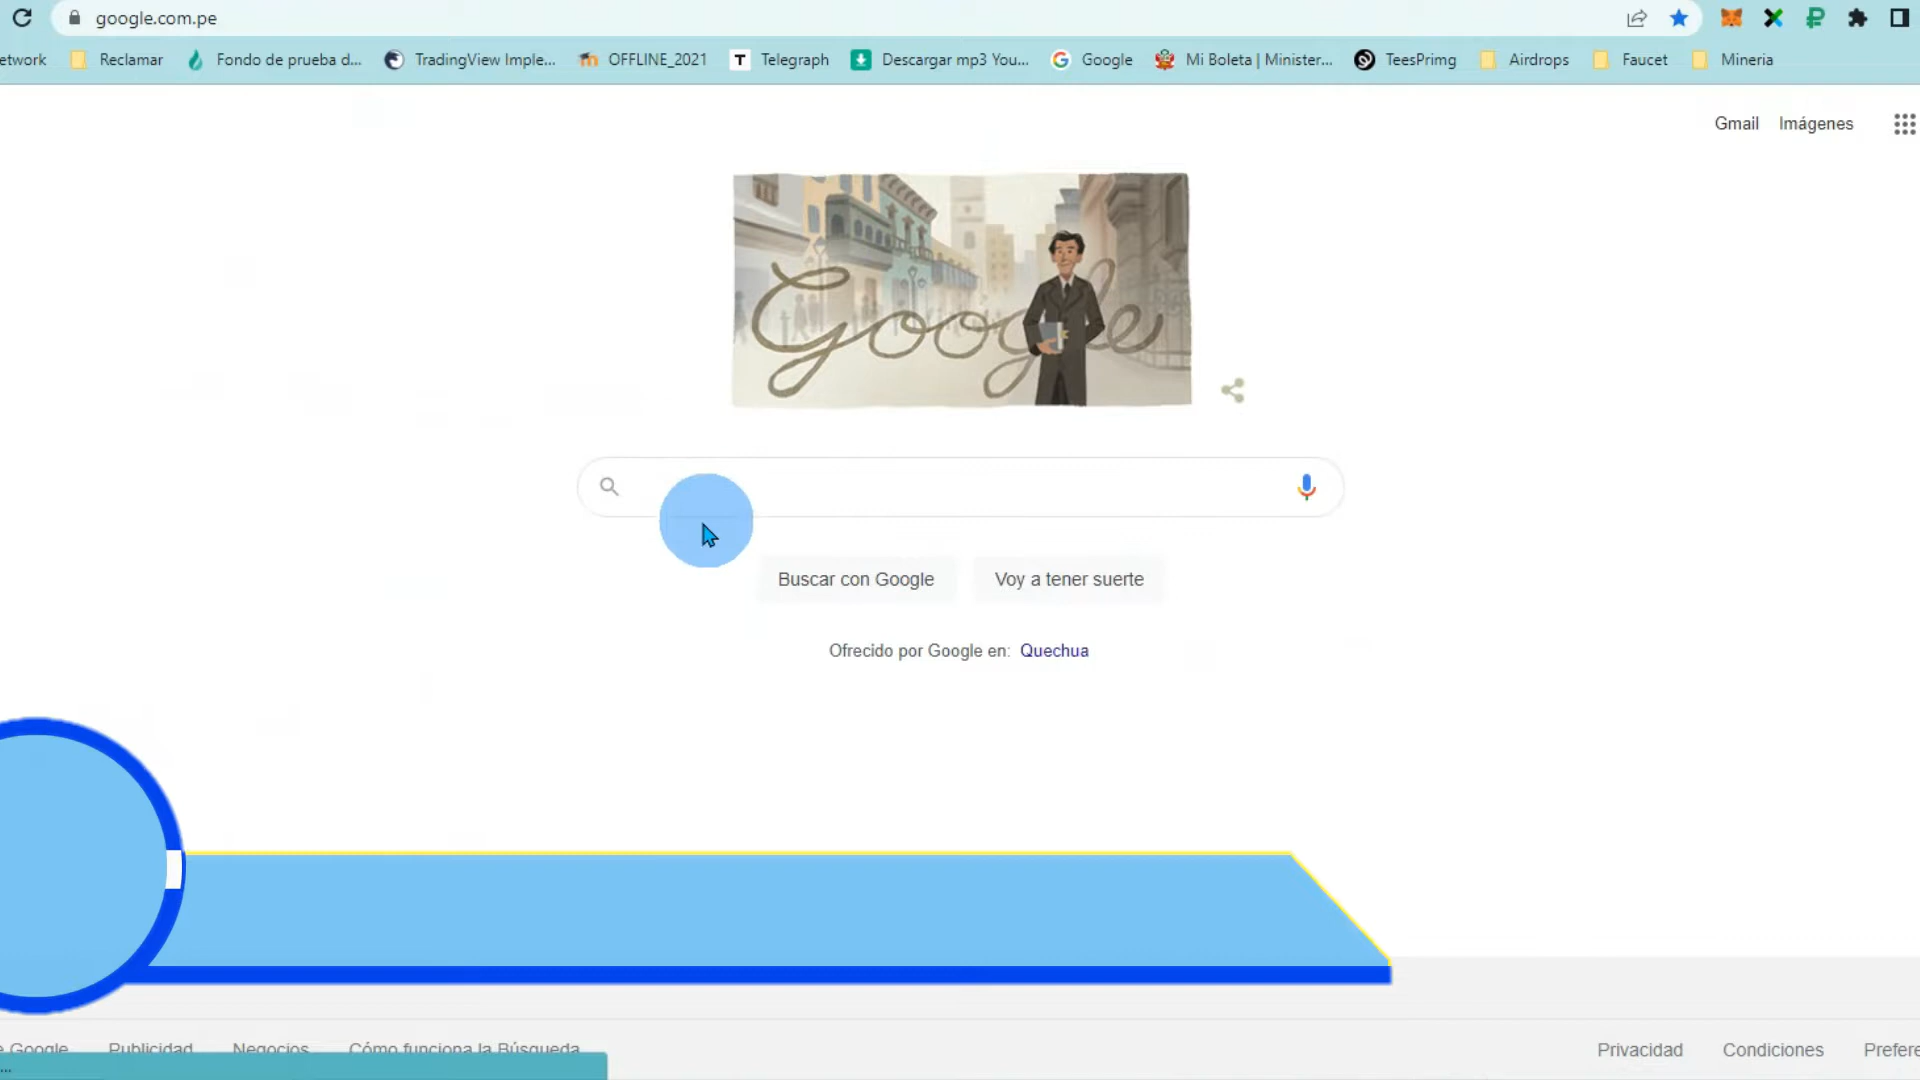 google.com.pe
etwork Reclamar Fondo de prueba d... TradingView Imple... OFFLINE_2021 T Telegraph Descargar mp3 You... Google Mi Boleta | Minister... TeesPrimg Airdrops Faucet Mineria
Gmail Imágenes
Google
Buscar con Google Voy a tener suerte
Ofrecido por Google en: Quechua
e Google Publicidad Negocios Cómo funciona la Búsqueda Privacidad Condiciones Prefere
...